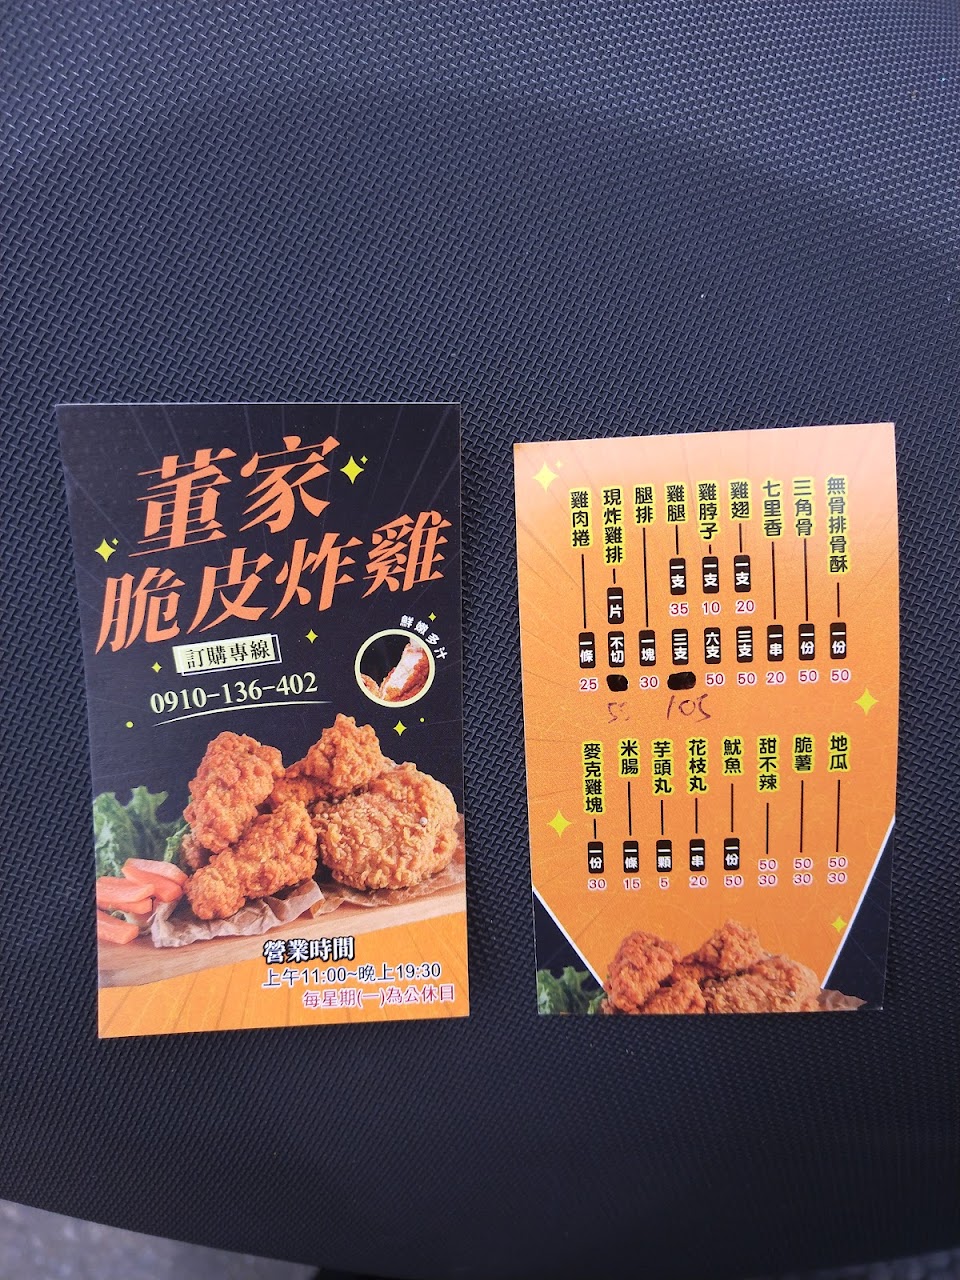 董家
脆皮炸雞
鮮嫩多汁
訂購專線
0910-136-402
營業時間
上午11:00~晚上19:30
每星期(一)為公休日
無骨排骨酥 一份 50
三角骨 一份 50
七里香 一串 20
雞翅 一支 20 三支 50
雞脖子 一支 10 六支 50
雞腿 一支 35 三支 105
腿排 一塊 30
現炸雞排 一片 不切
雞肉捲 一條 25
地瓜 50 30
脆薯 50 30
甜不辣 50 30
魷魚 一份 50
花枝丸 一串 20
芋頭丸 一顆 5
米腸 一條 15
麥克雞塊 一份 30